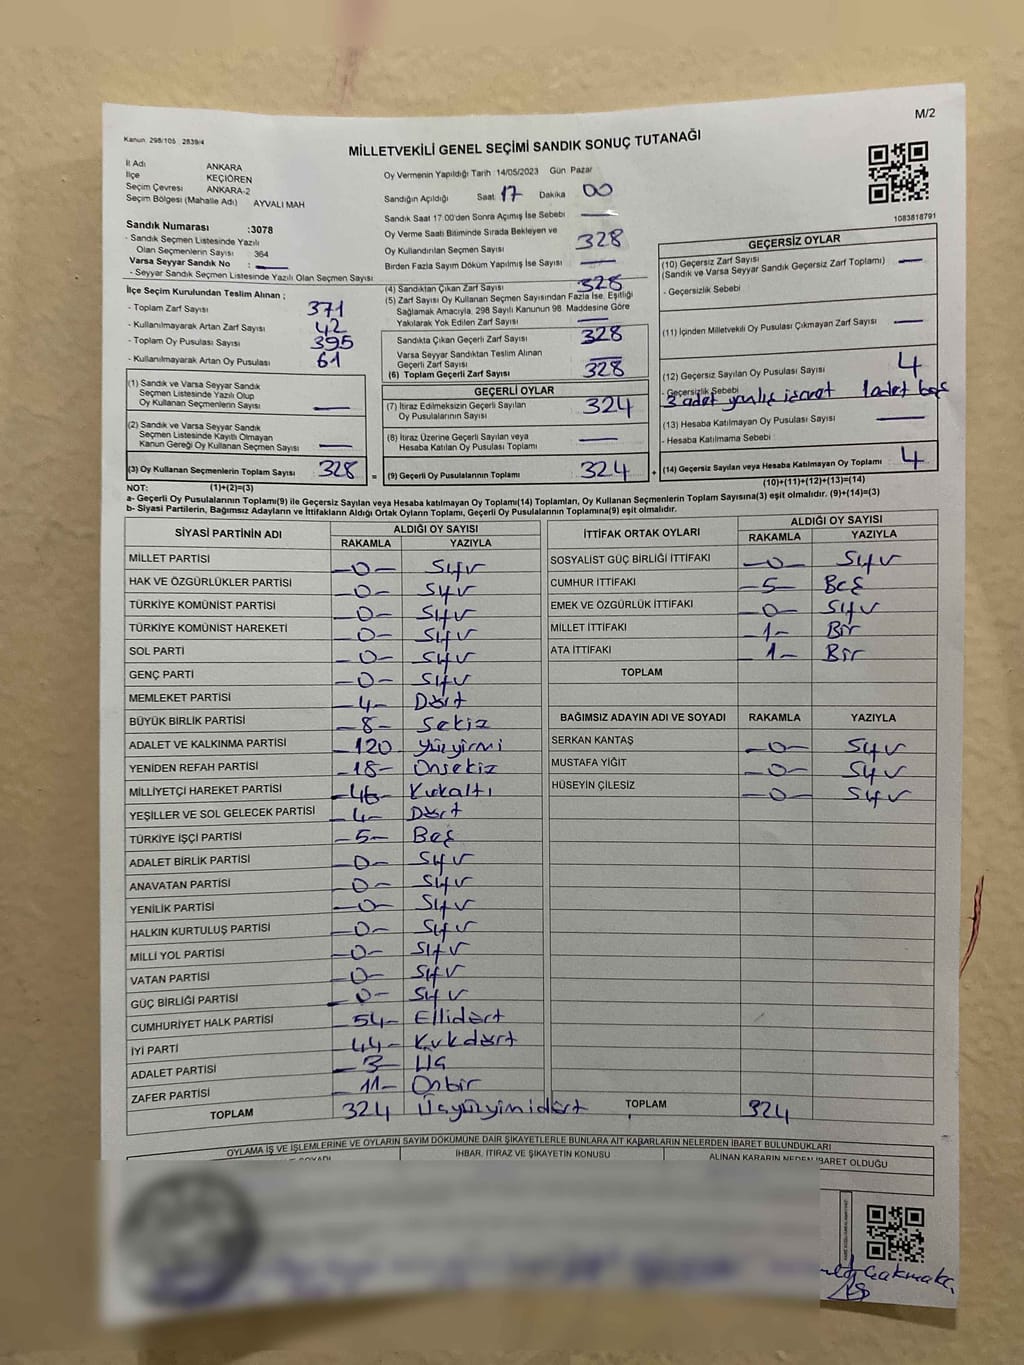 M/2
Kanun 298/105 2839/4
MİLLETVEKİLİ GENEL SEÇİMİ SANDIK SONUÇ TUTANAĞI
İl Adı ANKARA
İlçe KEÇİÖREN
Seçim Çevresi ANKARA-2
Seçim Bölgesi (Mahalle Adı) AYVALI MAH
Sandık Numarası :3078
- Sandık Seçmen Listesinde Yazılı
Olan Seçmenlerin Sayısı 364
Varsa Seyyar Sandık No :
- Seyyar Sandık Seçmen Listesinde Yazılı Olan Seçmen Sayısı
İlçe Seçim Kurulundan Teslim Alınan ;
- Toplam Zarf Sayısı 371
- Kullanılmayarak Artan Zarf Sayısı 42
- Toplam Oy Pusulası Sayısı 395
- Kullanılmayarak Artan Oy Pusulası 61
(1) Sandık ve Varsa Seyyar Sandık
Seçmen Listesinde Yazılı Olup
Oy Kullanan Seçmenlerin Sayısı —
(2) Sandık ve Varsa Seyyar Sandık
Seçmen Listesinde Kayıtlı Olmayan
Kanun Gereği Oy Kullanan Seçmen Sayısı —
(3) Oy Kullanan Seçmenlerin Toplam Sayısı 328 =
Oy Vermenin Yapıldığı Tarih 14/05/2023 Gün Pazar
Sandığın Açıldığı Saat 17 Dakika 00
Sandık Saat 17:00'den Sonra Açımış İse Sebebi —
Oy Verme Saati Bitiminde Sırada Bekleyen ve
Oy Kullandırılan Seçmen Sayısı 328
Birden Fazla Sayım Döküm Yapılmış İse Sayısı —
(4) Sandıktan Çıkan Zarf Sayısı 328
(5) Zarf Sayısı Oy Kullanan Seçmen Sayısından Fazla İse, Eşitliği
Sağlamak Amacıyla, 298 Sayılı Kanunun 98. Maddesine Göre
Yakılarak Yok Edilen Zarf Sayısı —
Sandıkta Çıkan Geçerli Zarf Sayısı 328
Varsa Seyyar Sandıktan Teslim Alınan
Geçerli Zarf Sayısı —
(6) Toplam Geçerli Zarf Sayısı 328
GEÇERLİ OYLAR
(7) İtiraz Edilmeksizin Geçerli Sayılan
Oy Pusulalarının Sayısı 324
(8) İtiraz Üzerine Geçerli Sayılan veya
Hesaba Katılan Oy Pusulaları Toplamı —
(9) Geçerli Oy Pusulalarının Toplamı 324 +
1083818791
GEÇERSİZ OYLAR
(10) Geçersiz Zarf Sayısı —
(Sandık ve Varsa Seyyar Sandık Geçersiz Zarf Toplamı)
- Geçersizlik Sebebi
(11) İçinden Milletvekili Oy Pusulası Çıkmayan Zarf Sayısı —
(12) Geçersiz Sayılan Oy Pusulası Sayısı 4
- Geçersizlik Sebebi
3 adet yanlış işaret 1 adet boş
(13) Hesaba Katılmayan Oy Pusulası Sayısı —
- Hesaba Katılmama Sebebi
(14) Geçersiz Sayılan veya Hesaba Katılmayan Oy Toplamı 4
NOT: (1)+(2)=(3) (10)+(11)+(12)+(13)=(14)
a- Geçerli Oy Pusulalarının Toplamı(9) ile Geçersiz Sayılan veya Hesaba katılmayan Oy Toplamı(14) Toplamları, Oy Kullanan Seçmenlerin Toplam Sayısına(3) eşit olmalıdır. (9)+(14)=(3)
b- Siyasi Partilerin, Bağımsız Adayların ve İttifakların Aldığı Oyların Toplamı, Geçerli Oy Pusulalarının Toplamına(9) eşit olmalıdır.
SİYASİ PARTİNİN ADI ALDIĞI OY SAYISI
RAKAMLA YAZIYLA
MİLLET PARTİSİ —0— Sıfır
HAK VE ÖZGÜRLÜKLER PARTİSİ —0— Sıfır
TÜRKİYE KOMÜNİST PARTİSİ —0— Sıfır
TÜRKİYE KOMÜNİST HAREKETİ —0— Sıfır
SOL PARTİ —0— Sıfır
GENÇ PARTİ —0— Sıfır
MEMLEKET PARTİSİ —4— Dört
BÜYÜK BİRLİK PARTİSİ —8— Sekiz
ADALET VE KALKINMA PARTİSİ —120— Yüzyirmi
YENİDEN REFAH PARTİSİ —18— Onsekiz
MİLLİYETÇİ HAREKET PARTİSİ —46— Kırkaltı
YEŞİLLER VE SOL GELECEK PARTİSİ —4— Dört
TÜRKİYE İŞÇİ PARTİSİ —5— Beş
ADALET BİRLİK PARTİSİ —0— Sıfır
ANAVATAN PARTİSİ —0— Sıfır
YENİLİK PARTİSİ —0— Sıfır
HALKIN KURTULUŞ PARTİSİ —0— Sıfır
MİLLİ YOL PARTİSİ —0— Sıfır
VATAN PARTİSİ —0— Sıfır
GÜÇ BİRLİĞİ PARTİSİ —0— Sıfır
CUMHURİYET HALK PARTİSİ —54— Ellidört
İYİ PARTİ —44— Kırkdört
ADALET PARTİSİ —3— Üç
ZAFER PARTİSİ —11— Onbir
TOPLAM 324 Üçyüzyirmidört
İTTİFAK ORTAK OYLARI ALDIĞI OY SAYISI
RAKAMLA YAZIYLA
SOSYALİST GÜÇ BİRLİĞİ İTTİFAKI —0— Sıfır
CUMHUR İTTİFAKI —5— Beş
EMEK VE ÖZGÜRLÜK İTTİFAKI —0— Sıfır
MİLLET İTTİFAKI —1— Bir
ATA İTTİFAKI —1— Bir
TOPLAM
BAĞIMSIZ ADAYIN ADI VE SOYADI RAKAMLA YAZIYLA
SERKAN KANTAŞ —0— Sıfır
MUSTAFA YİĞİT —0— Sıfır
HÜSEYİN ÇİLESİZ —0— Sıfır
TOPLAM 324
OYLAMA İŞ VE İŞLEMLERİNE VE OYLARIN SAYIM DÖKÜMÜNE DAİR ŞİKAYETLERLE BUNLARA AİT KARARLARIN NELERDEN İBARET BULUNDUKLARI
İHBAR, İTİRAZ VE ŞİKAYETİN KONUSU
ALINAN KARARIN NEDEN İBARET OLDUĞU